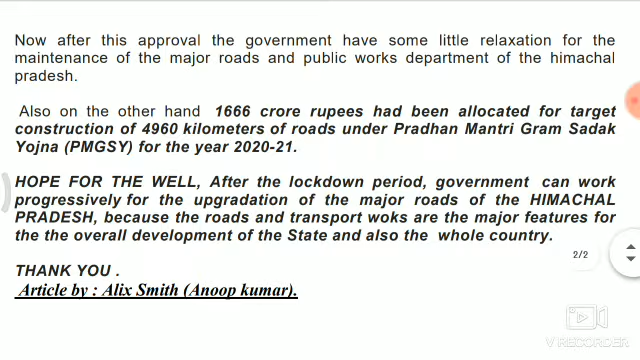 Now after this approval the government have some little relaxation for the
maintenance of the major roads and public works department of the himachal
pradesh.
Also on the other hand 1666 crore rupees had been allocated for target
construction of 4960 kilometers of roads under Pradhan Mantri Gram Sadak
Yojna (PMGSY) for the year 2020-21.
HOPE FOR THE WELL, After the lockdown period, government can work
progressively for the upgradation of the major roads of the HIMACHAL
PRADESH, because the roads and transport woks are the major features for
the the overall development of the State and also the whole country.
2/2
THANK YOU .
Article by : Alix Smith (Anoop kumar).
V RECORDER